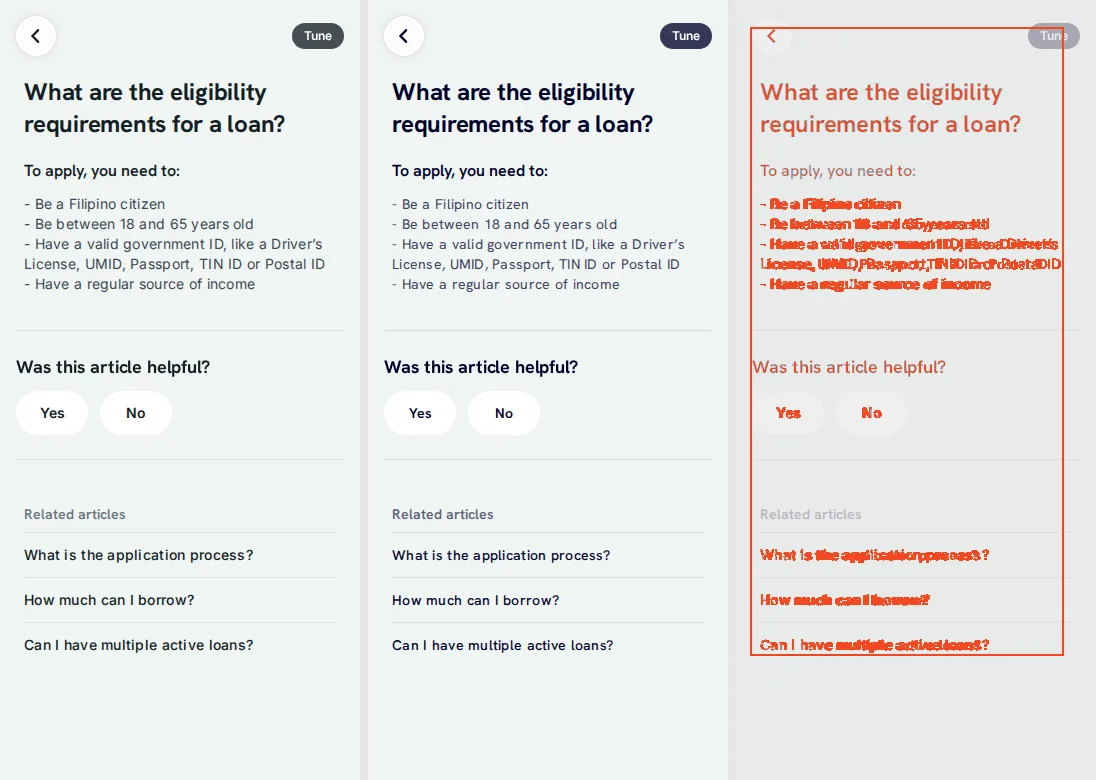 Tune
What are the eligibility
requirements for a loan?
To apply, you need to:
- Be a Filipino citizen
- Be between 18 and 65 years old
- Have a valid government ID, like a Driver’s
License, UMID, Passport, TIN ID or Postal ID
- Have a regular source of income
Was this article helpful?
Yes No
Related articles
What is the application process?
How much can I borrow?
Can I have multiple active loans?
Tune
What are the eligibility
requirements for a loan?
To apply, you need to:
- Be a Filipino citizen
- Be between 18 and 65 years old
- Have a valid government ID, like a Driver’s
License, UMID, Passport, TIN ID or Postal ID
- Have a regular source of income
Was this article helpful?
Yes No
Related articles
What is the application process?
How much can I borrow?
Can I have multiple active loans?
Tune
What are the eligibility
requirements for a loan?
To apply, you need to:
Was this article helpful?
Yes No
Related articles